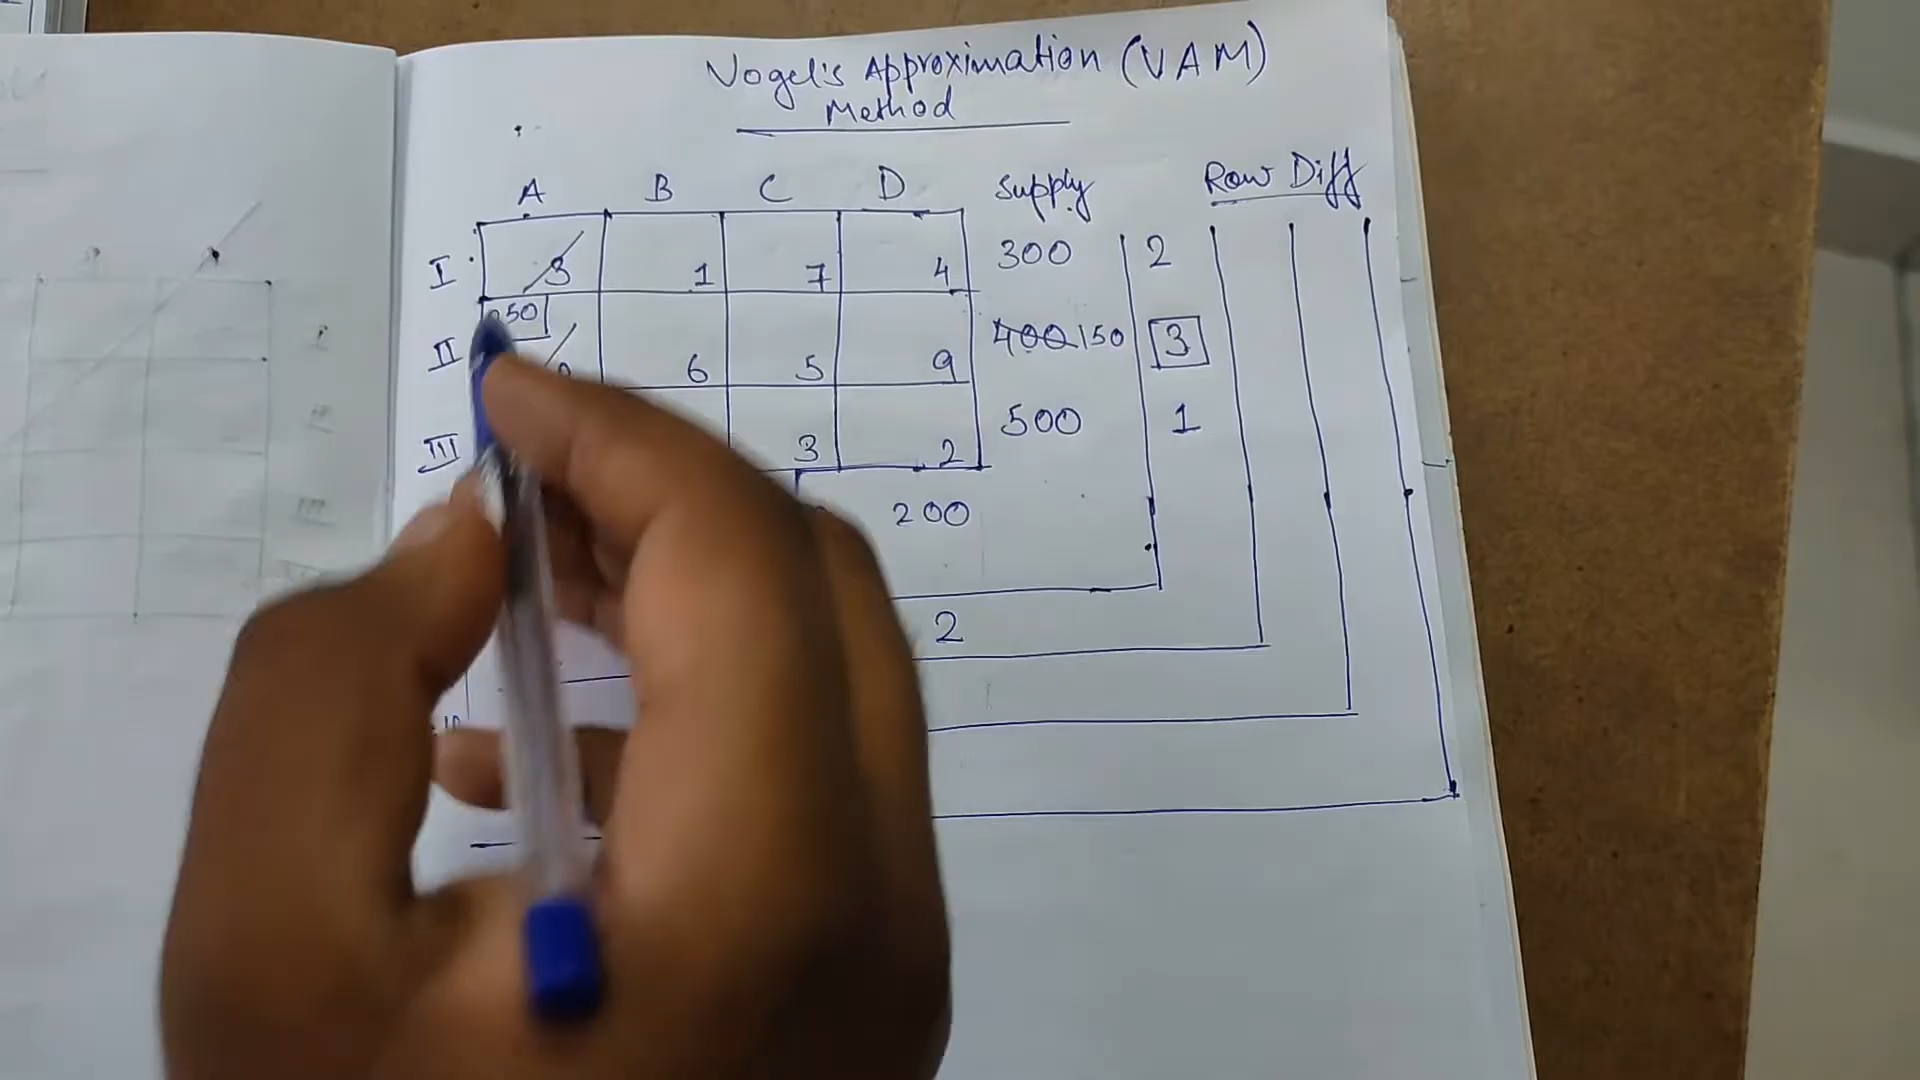 Vogel's Approximation (VAM)
Method
A B C D Supply Row Diff
I 3 1 7 4 300 2
50
II 6 5 9 400 150 3
III 3 2 500 1
200
2